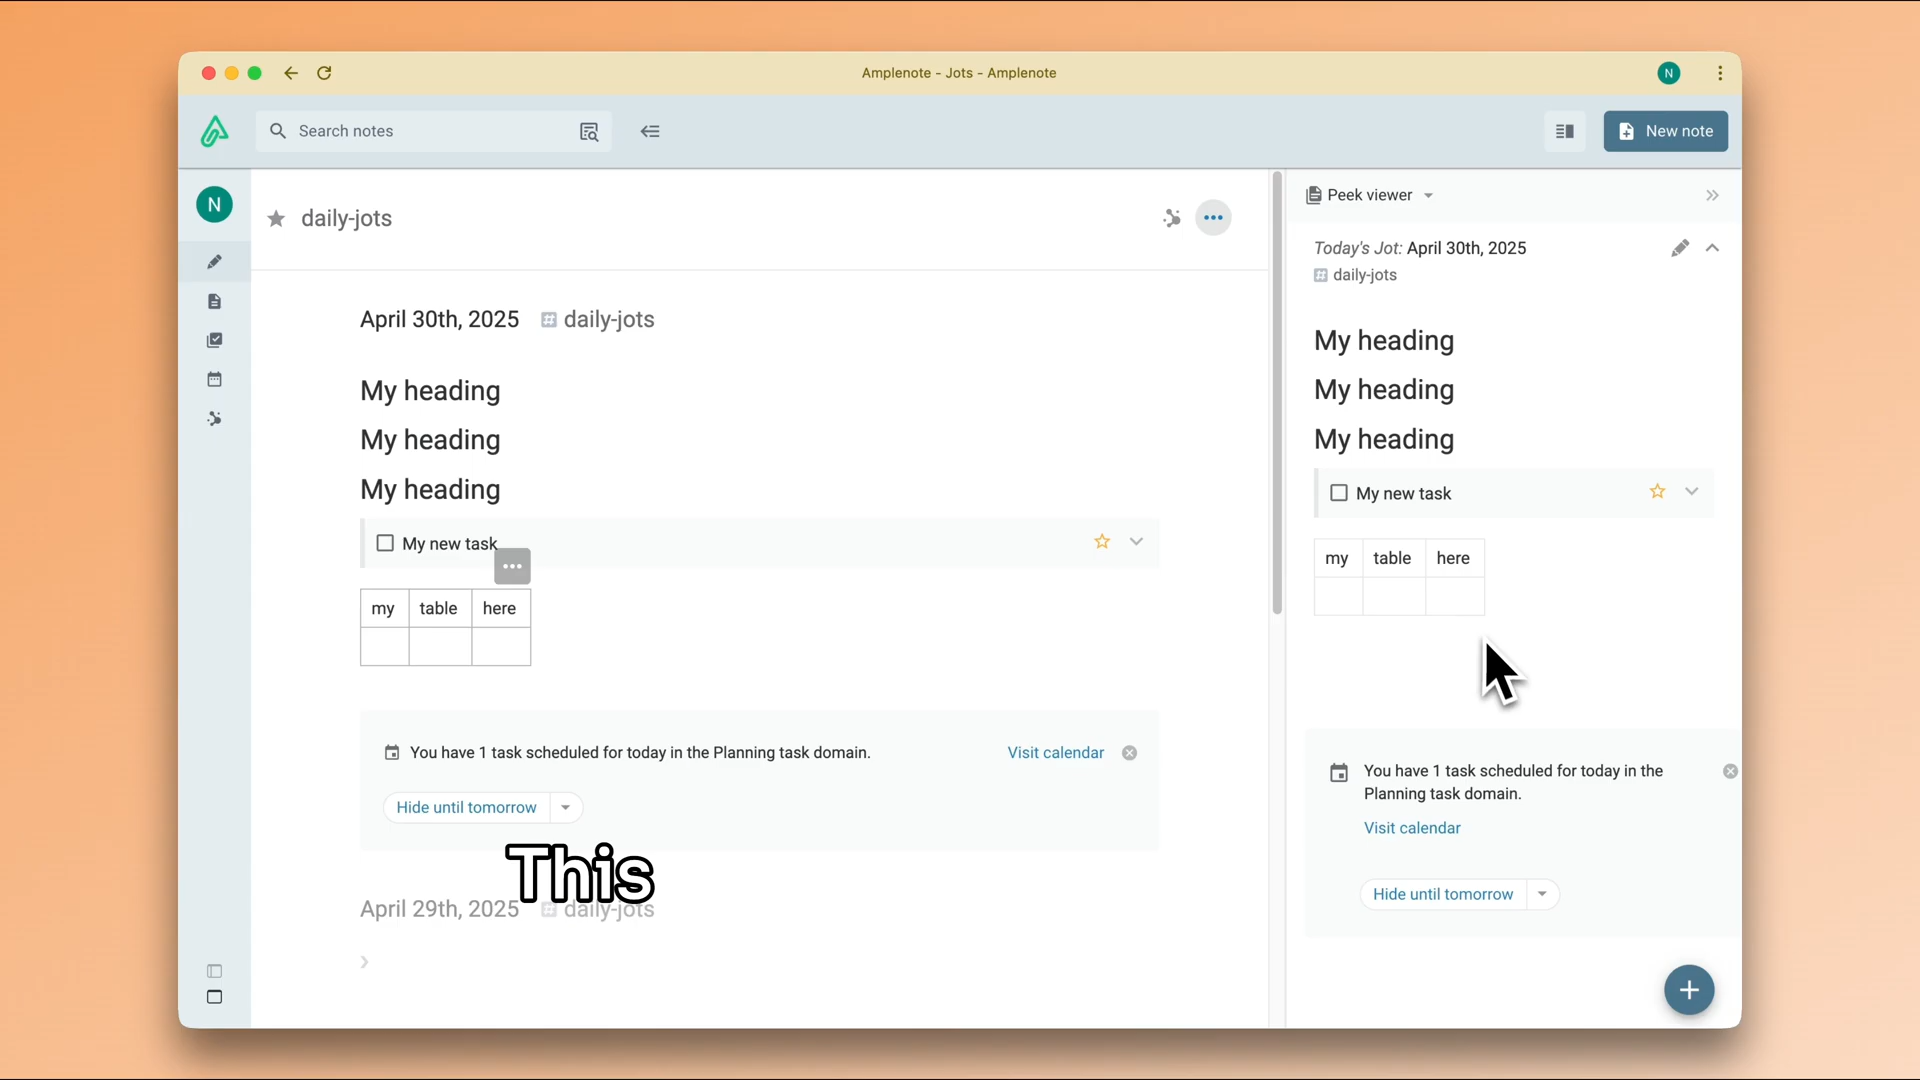 Amplenote - Jots - Amplenote
N
Search notes
New note
N
daily-jots
April 30th, 2025 daily-jots
My heading
My heading
My heading
My new task
my table here
You have 1 task scheduled for today in the Planning task domain.
Visit calendar
Hide until tomorrow
This
April 29th, 2025 daily-jots
Peek viewer
Today's Jot: April 30th, 2025
daily-jots
My heading
My heading
My heading
My new task
my table here
You have 1 task scheduled for today in the
Planning task domain.
Visit calendar
Hide until tomorrow